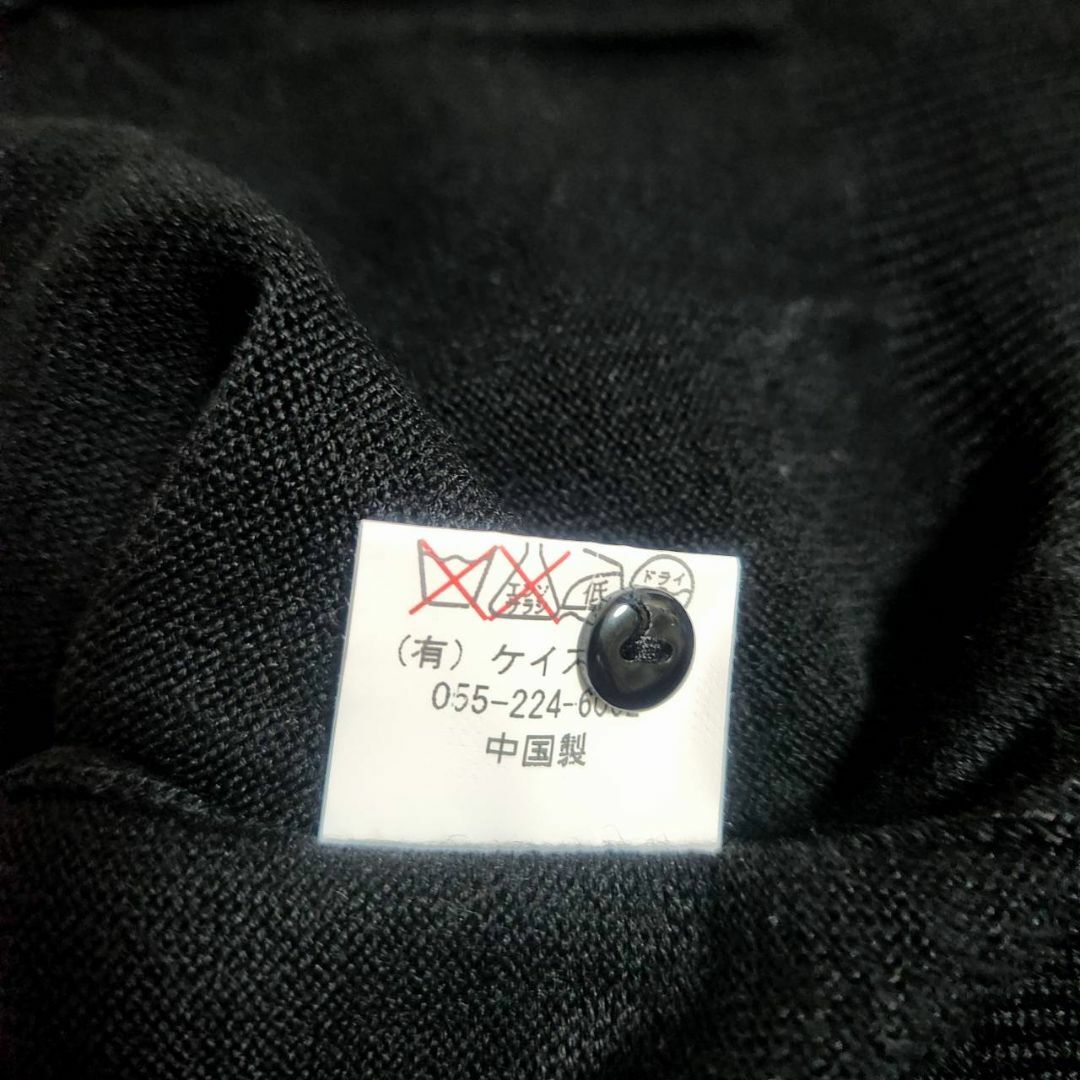 エンソ サラシ 低 ドライ
(有) ケイス
055-224-60
中国製